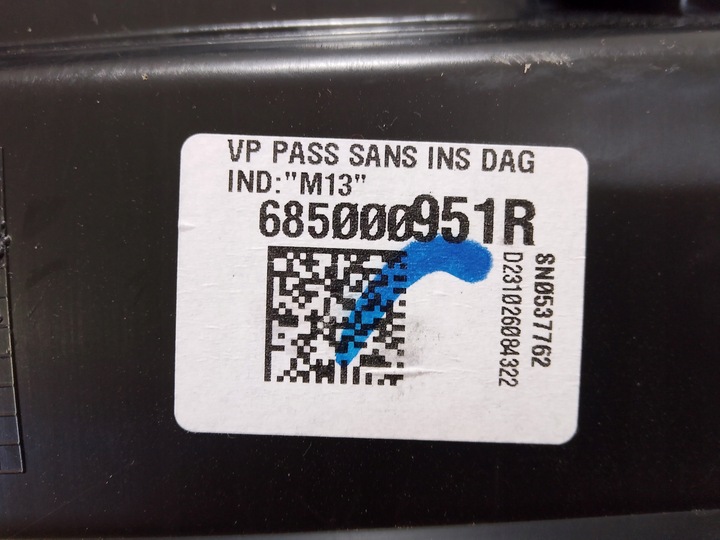 VP PASS SANS INS DAG
IND:"M13"
685000951R
SN0537762
D231026084322